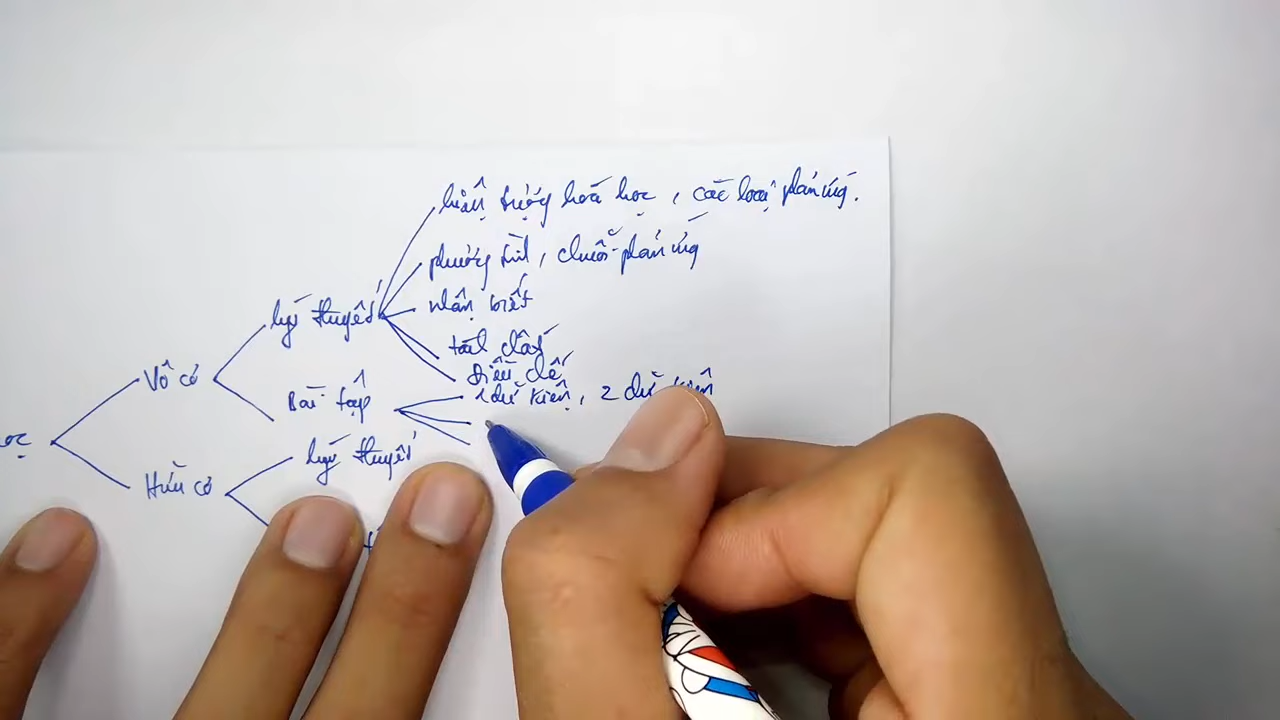 hiện tượng hoá học, các loại phản ứng.
phương trình, chuỗi phản ứng
nhận biết
lý thuyết
tách chất
điều chế
Vô cơ
Bài tập
1 dữ kiện, 2 dữ kiện
ọc
lý thuyết
Hữu cơ